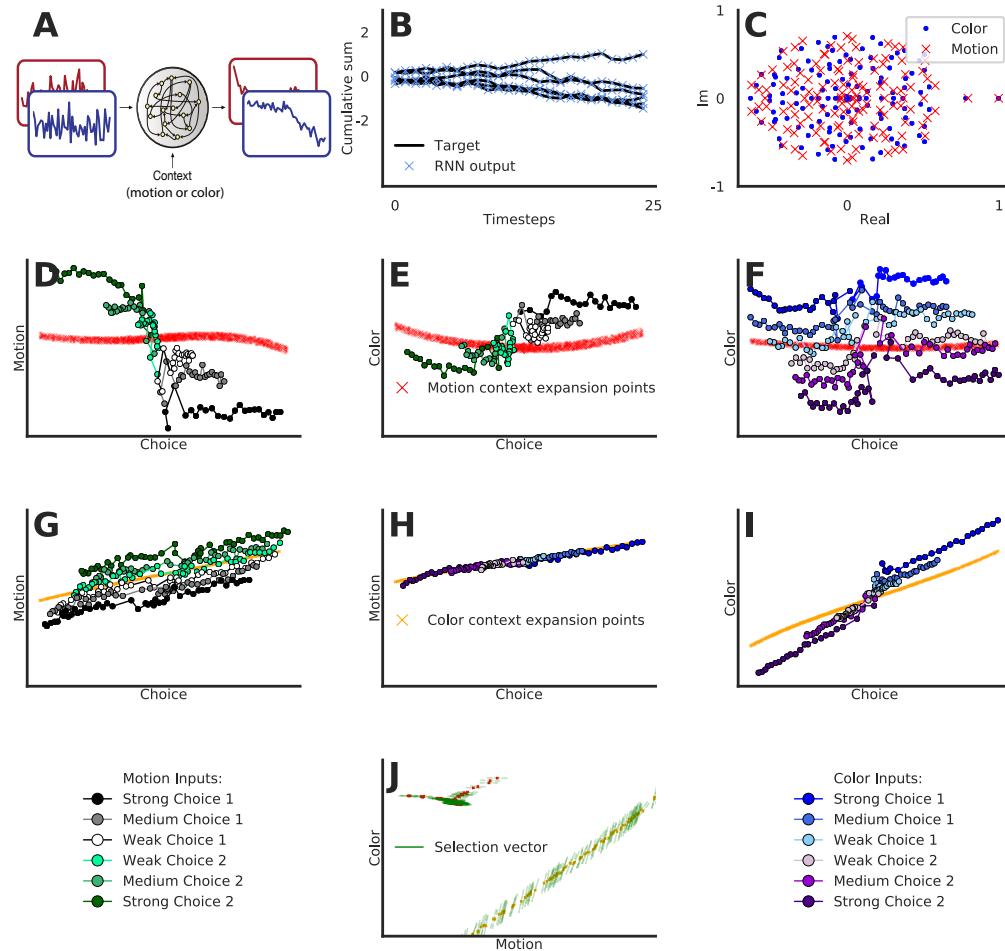 A
Context
(motion or color)
B
Cumulative sum
2
0
-2
Target
RNN output
0
25
Timesteps
C
Im
1
0
-1
Color
Motion
0
1
Real
D
Motion
Choice
E
Color
Motion context expansion points
Choice
F
Color
Choice
G
Motion
Choice
H
Motion
Color context expansion points
Choice
I
Color
Choice
Motion Inputs:
Strong Choice 1
Medium Choice 1
Weak Choice 1
Weak Choice 2
Medium Choice 2
Strong Choice 2
J
Color
Selection vector
Motion
Color Inputs:
Strong Choice 1
Medium Choice 1
Weak Choice 1
Weak Choice 2
Medium Choice 2
Strong Choice 2